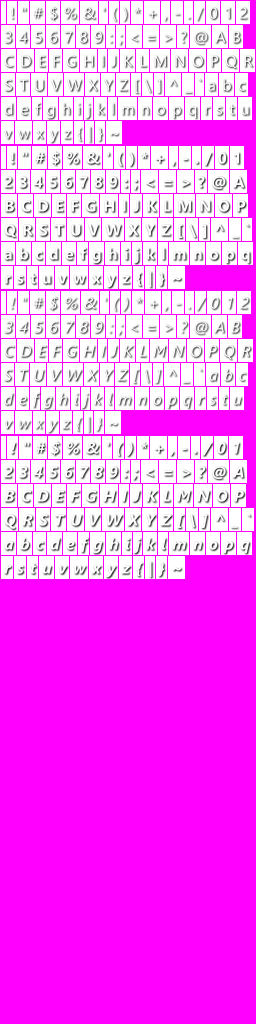 ! " # $ % & ' ( ) * + , - . / 0 1 2
3 4 5 6 7 8 9 : ; < = > ? @ A B
C D E F G H I J K L M N O P Q R
S T U V W X Y Z [ \ ] ^ _ ` a b c
d e f g h i j k l m n o p q r s t u
v w x y z { | } ~
! " # $ % & ' ( ) * + , - . / 0 1
2 3 4 5 6 7 8 9 : ; < = > ? @ A
B C D E F G H I J K L M N O P
Q R S T U V W X Y Z [ \ ] ^ _ `
a b c d e f g h i j k l m n o p q
r s t u v w x y z { | } ~
! " # $ % & ' ( ) * + , - . / 0 1 2
3 4 5 6 7 8 9 : ; < = > ? @ A B
C D E F G H I J K L M N O P Q R
S T U V W X Y Z [ \ ] ^ _ ` a b c
d e f g h i j k l m n o p q r s t u
v w x y z { | } ~
! " # $ % & ' ( ) * + , - . / 0 1
2 3 4 5 6 7 8 9 : ; < = > ? @ A
B C D E F G H I J K L M N O P
Q R S T U V W X Y Z [ \ ] ^ _ `
a b c d e f g h i j k l m n o p q
r s t u v w x y z { | } ~